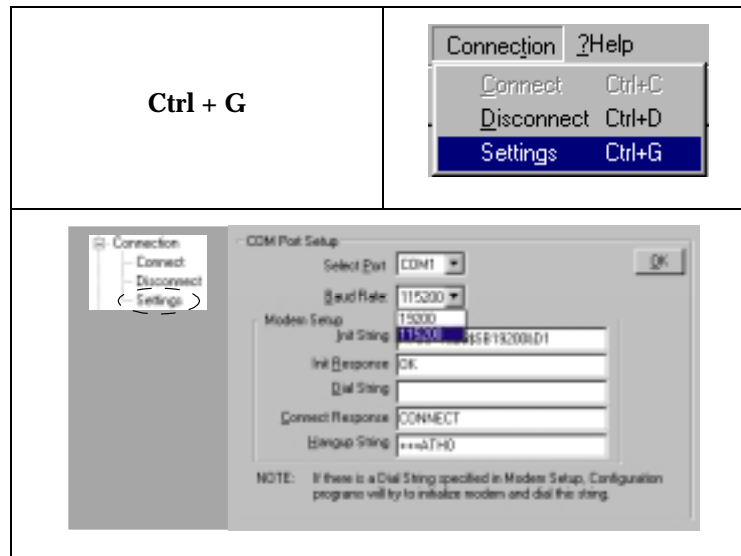 Ctrl + G
Connection ?Help
Connect Ctrl+C
Disconnect Ctrl+D
Settings Ctrl+G
Connection
Connect
Disconnect
Settings
COM Port Setup
Select Port COM1
OK
Baud Rate: 115200
19200
115200
Modem Setup
Init String $SB19200&D1
Init Response OK
Dial String
Connect Response CONNECT
Hangup String +++ATH0
NOTE: If there is a Dial String specified in Modem Setup, Configuration
programs will try to initialize modem and dial this string.